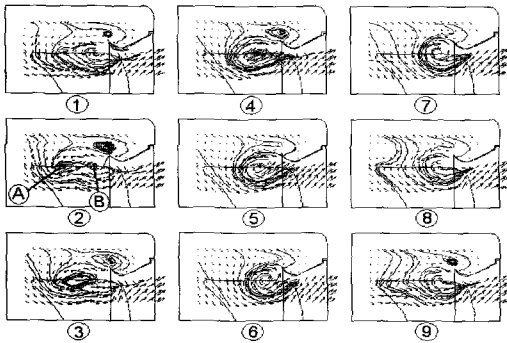 ① ④ ⑦
② ⑤ ⑧
Ⓐ Ⓑ
③ ⑥ ⑨